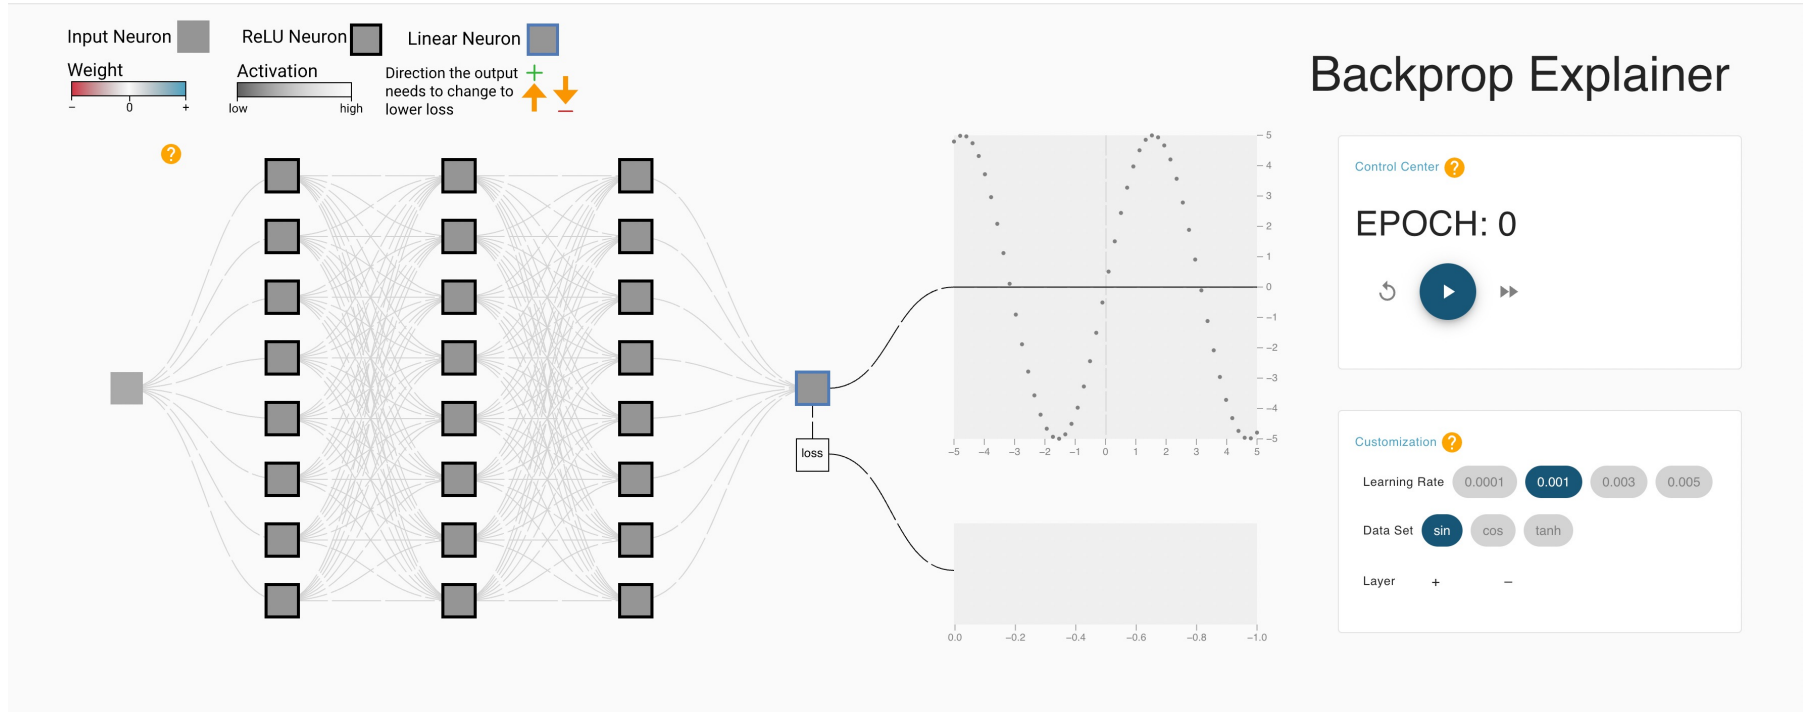 Input Neuron
ReLU Neuron
Linear Neuron
Weight
− 0 +
Activation
low high
Direction the output +
needs to change to
lower loss −
Backprop Explainer
?
Control Center ?
EPOCH: 0
5
4
3
2
1
0
−1
−2
−3
−4
−5
−5 −4 −3 −2 −1 0 1 2 3 4 5
loss
0.0 −0.2 −0.4 −0.6 −0.8 −1.0
Customization ?
Learning Rate 0.0001 0.001 0.003 0.005
Data Set sin cos tanh
Layer + −